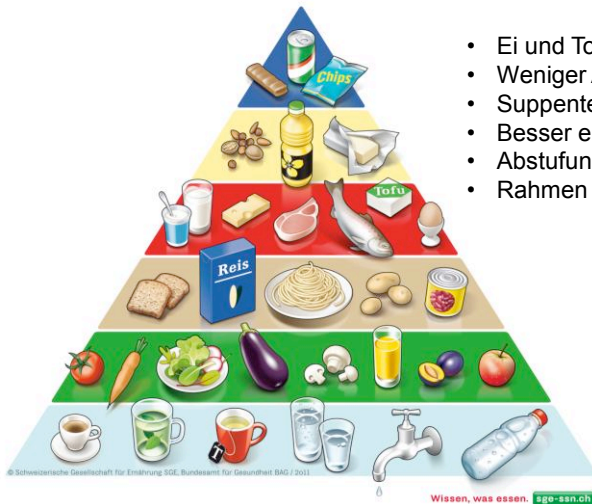 Chips
Tofu
Reis
T
• Ei und To
• Weniger
• Suppente
• Besser e
• Abstufun
• Rahmen
© Schweizerische Gesellschaft für Ernährung SGE, Bundesamt für Gesundheit BAG / 2011
Wissen, was essen. sge-ssn.ch